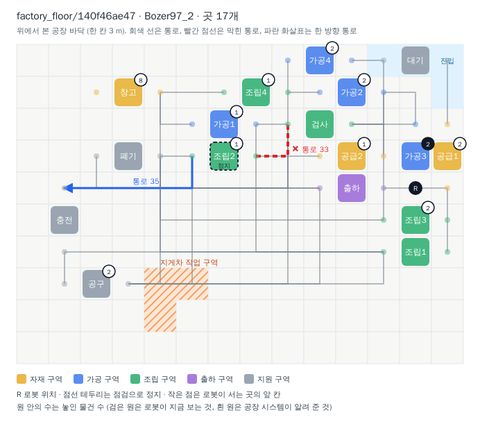 factory_floor/140f46ae47 · Bozer97_2 · 곳 17개
위에서 본 공장 바닥 (한 칸 3 m). 회색 선은 통로, 빨간 점선은 막힌 통로, 파란 화살표는 한 방향 통로
가공4 2
대기
진입
창고 8
조립4 1
가공2 2
가공1 1
검사
폐기
조립2 1
정지
✖ 통로 33
공급2 1
가공3 2
공급1 2
통로 35
출하
R
충전
조립3 2
조립1
지게차 작업 구역
공구 2
자재 구역 가공 구역 조립 구역 출하 구역 지원 구역
R 로봇 위치 · 점선 테두리는 점검으로 정지 · 작은 점은 로봇이 서는 곳의 앞 칸
원 안의 수는 놓인 물건 수 (검은 원은 로봇이 지금 보는 것, 흰 원은 공장 시스템이 알려 준 것)